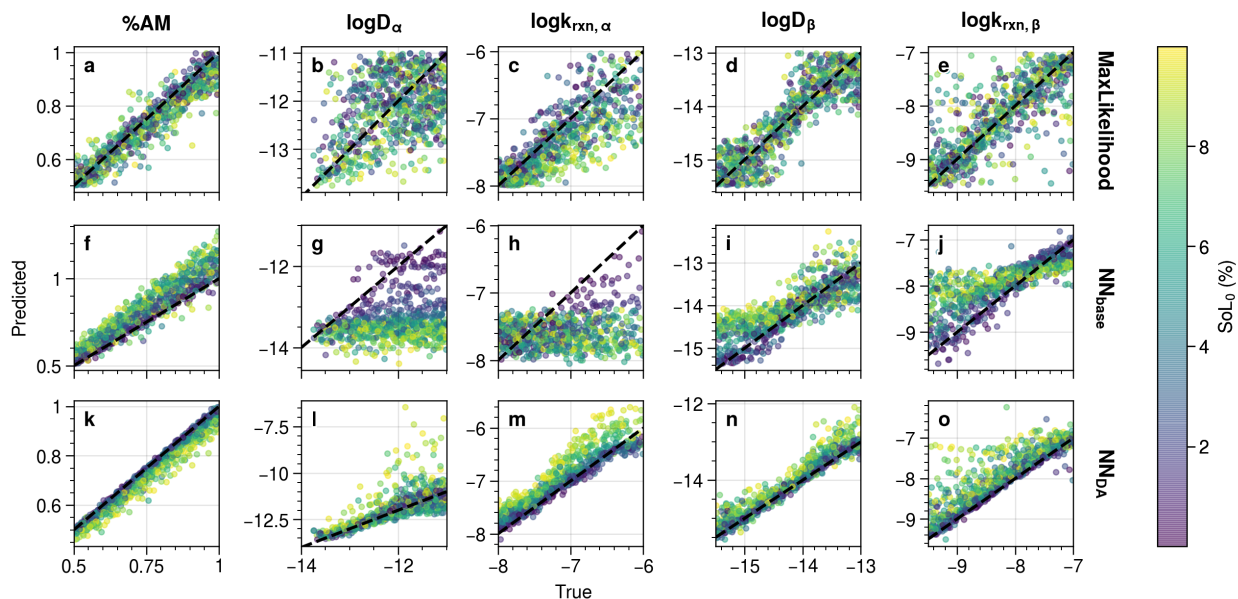 %AM logDα logkrxn, α logDβ logkrxn, β
a b c d e
1 0.8 0.6
−11 −12 −13
−6 −7 −8
−13 −14 −15
−7 −8 −9
MaxLikelihood
f g h i j
1 0.5
−12 −14
−6 −7 −8
−13 −14 −15
−7 −8 −9
NNbase
Predicted
k l m n o
1 0.8 0.6
−7.5 −10 −12.5
−6 −7 −8
−12 −14
−7 −8 −9
NNDA
0.5 0.75 1
−14 −12
−8 −7 −6
−15 −14 −13
−9 −8 −7
True
8 6 4 2
SoL0 (%)